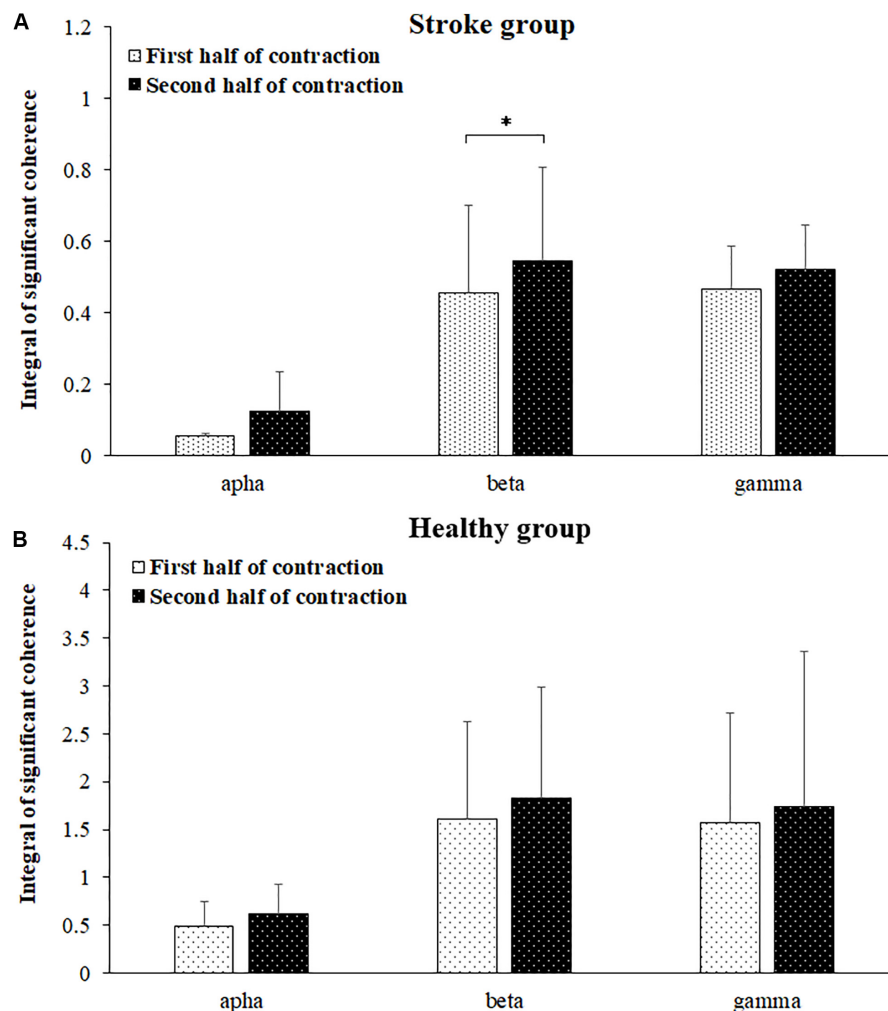 A
Stroke group
First half of contraction
Second half of contraction
1.2
1
0.8
0.6
0.4
0.2
0
Integral of significant coherence
*
apha
beta
gamma
B
Healthy group
First half of contraction
Second half of contraction
4.5
4
3.5
3
2.5
2
1.5
1
0.5
0
Integral of significant coherence
apha
beta
gamma